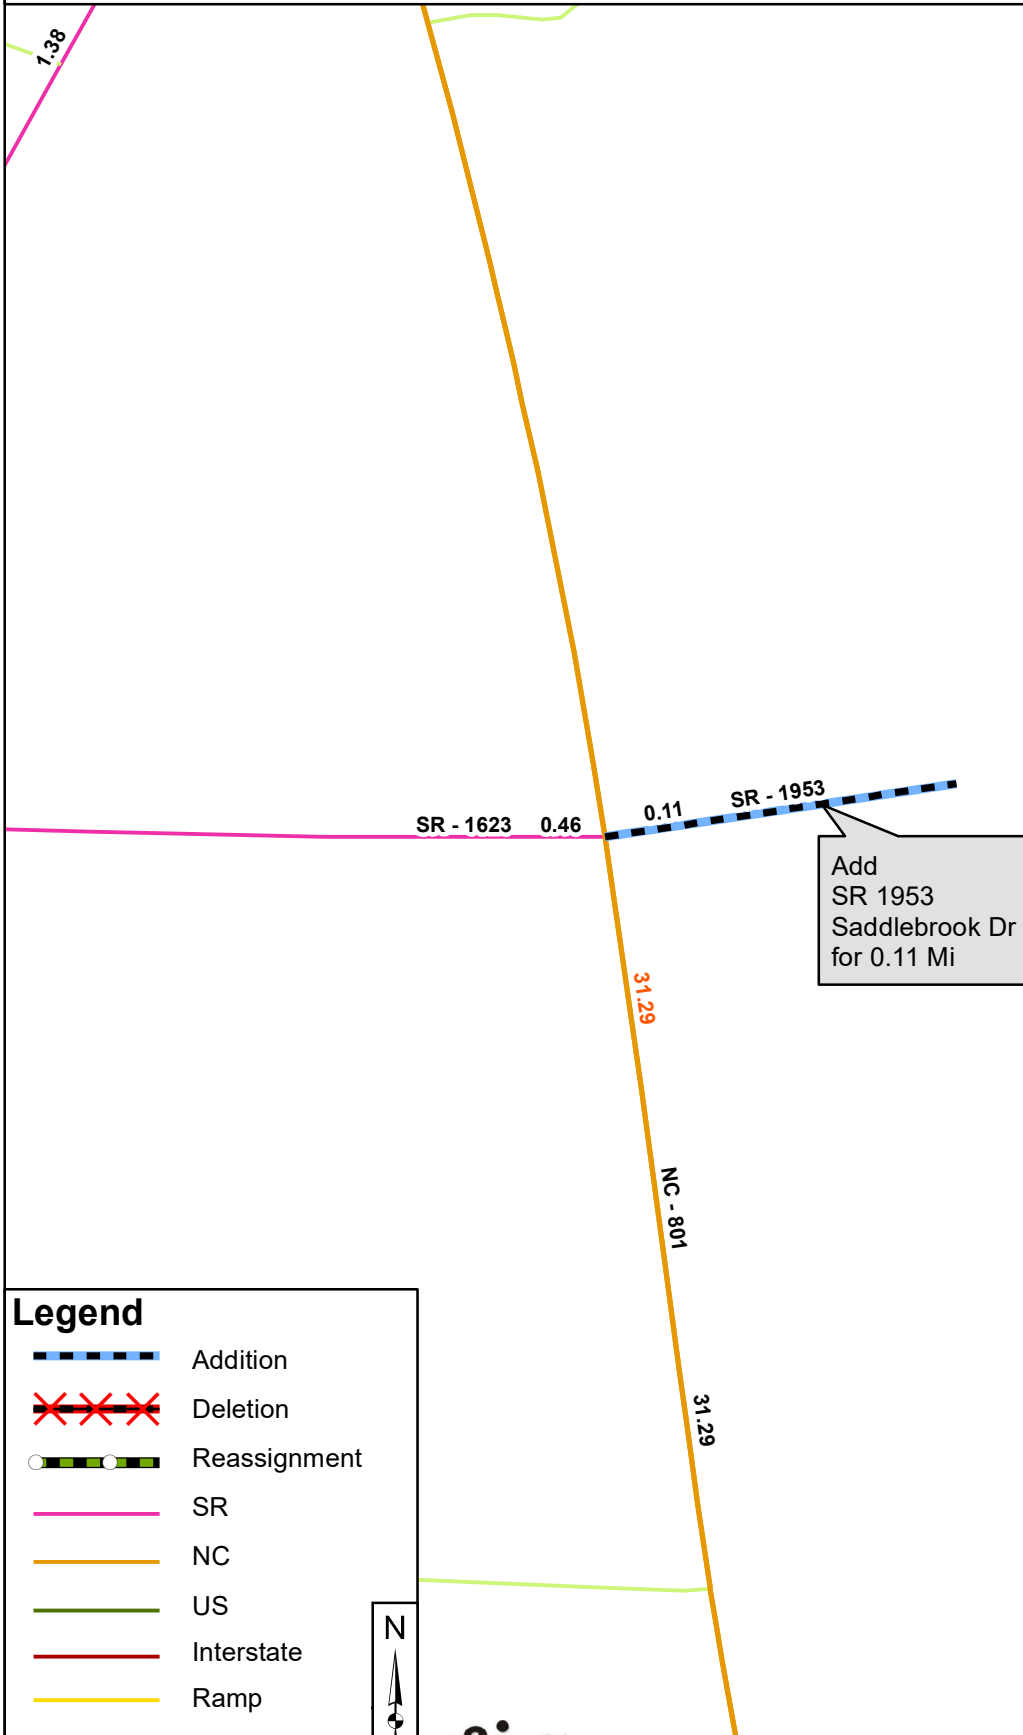 1.38
0.11
SR - 1953
SR - 1623
0.46
Add
SR 1953
Saddlebrook Dr
for 0.11 Mi
31.29
NC - 801
31.29
Legend
Addition
Deletion
Reassignment
SR
NC
US
Interstate
Ramp
N